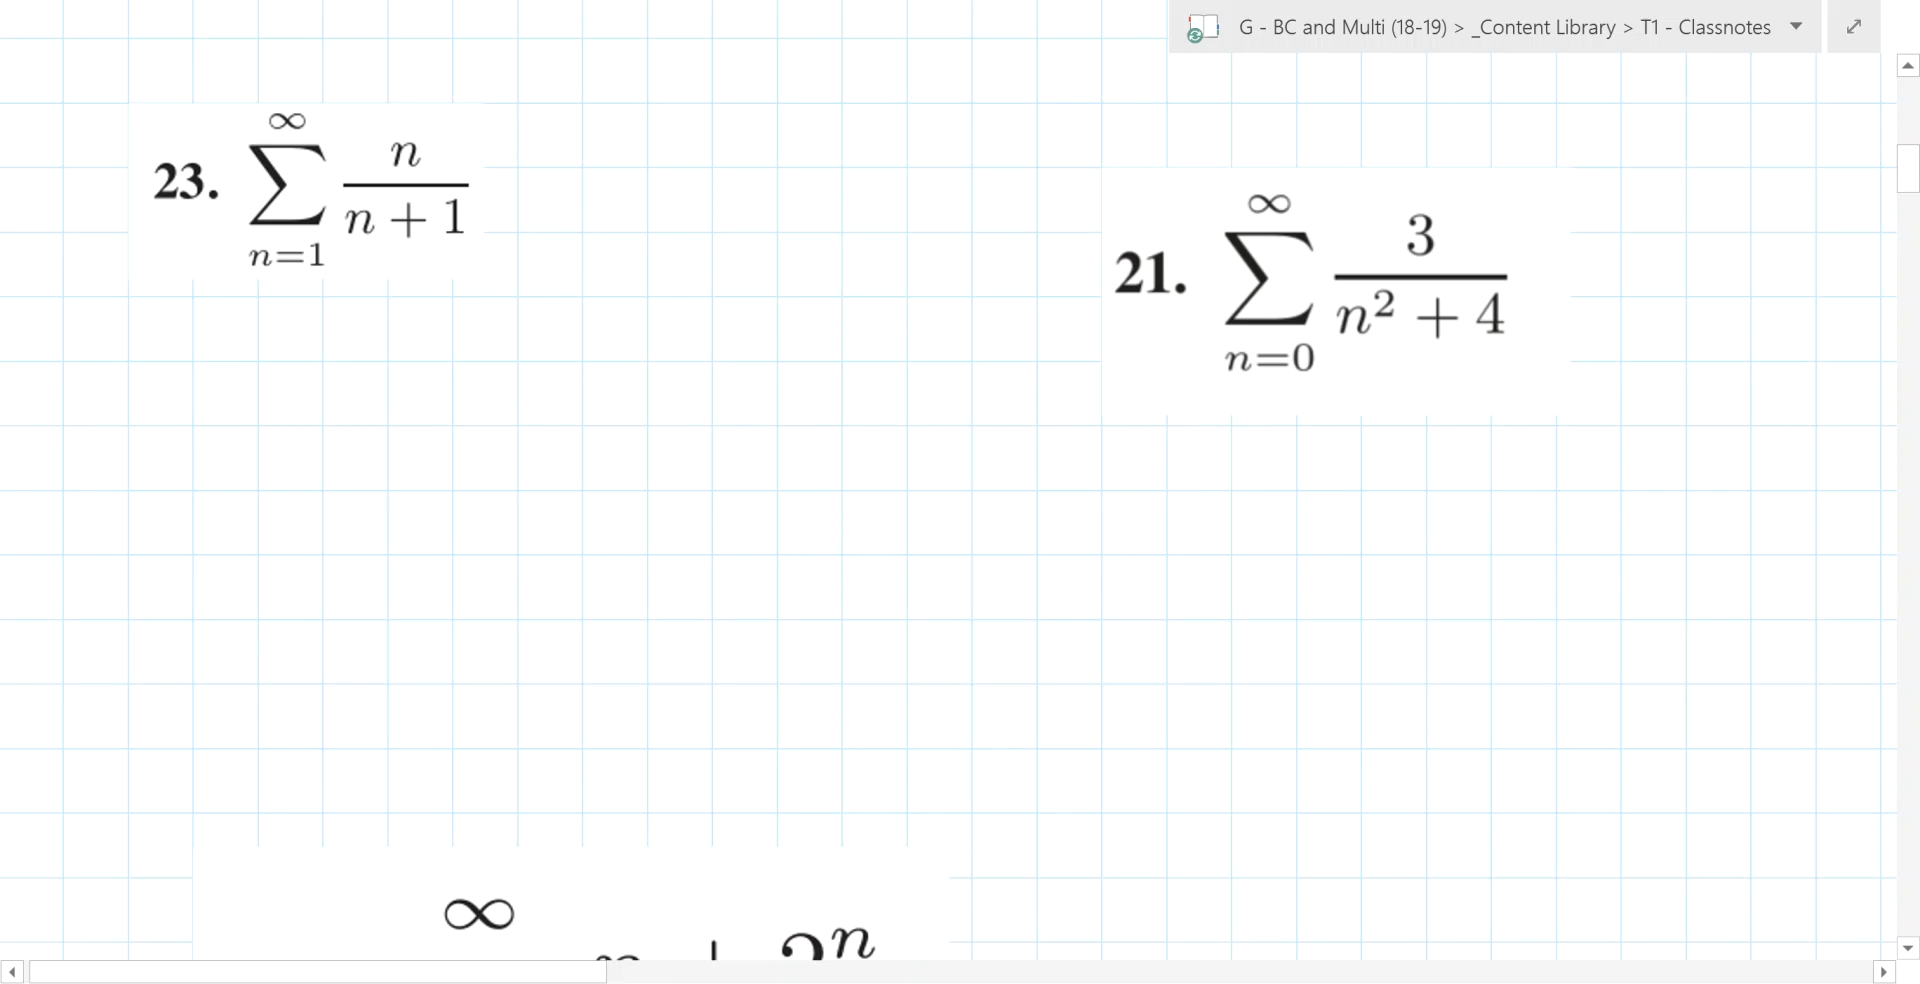 G - BC and Multi (18-19) > _Content Library > T1 - Classnotes
23. ∞ ∑ n=1 n / n + 1
21. ∞ ∑ n=0 3 / n² + 4
∞
+ n